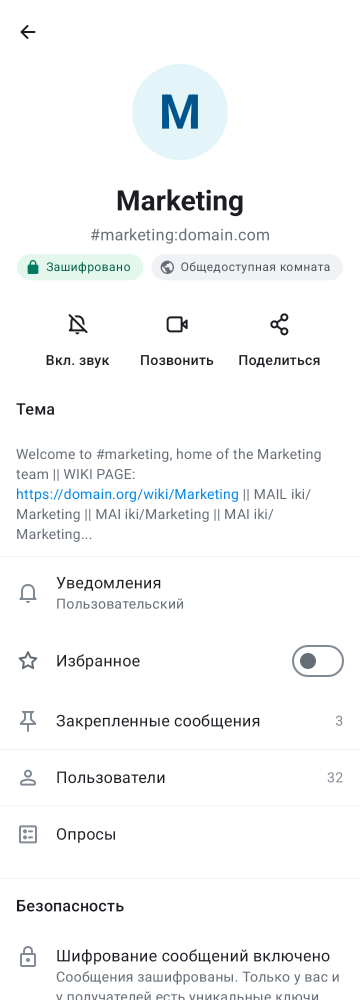 M
Marketing
#marketing:domain.com
Зашифровано
Общедоступная комната
Вкл. звук
Позвонить
Поделиться
Тема
Welcome to #marketing, home of the Marketing
team || WIKI PAGE:
https://domain.org/wiki/Marketing || MAIL iki/
Marketing || MAI iki/Marketing || MAI iki/
Marketing...
Уведомления
Пользовательский
Избранное
Закрепленные сообщения 3
Пользователи 32
Опросы
Безопасность
Шифрование сообщений включено
Сообщения зашифрованы. Только у вас и
у получателей есть уникальные ключи